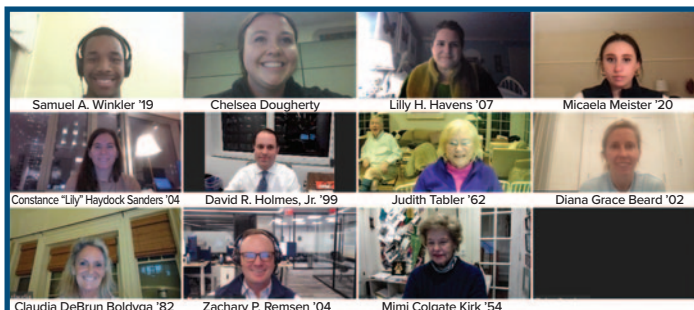 Samuel A. Winkler '19
Chelsea Dougherty
Lilly H. Havens '07
Micaela Meister '20
Constance "Lily" Haydock Sanders '04
David R. Holmes, Jr. '99
Judith Tabler '62
Diana Grace Beard '02
Claudia DeBrun Boldyga '82
Zachary P. Remsen '04
Mimi Colgate Kirk '54